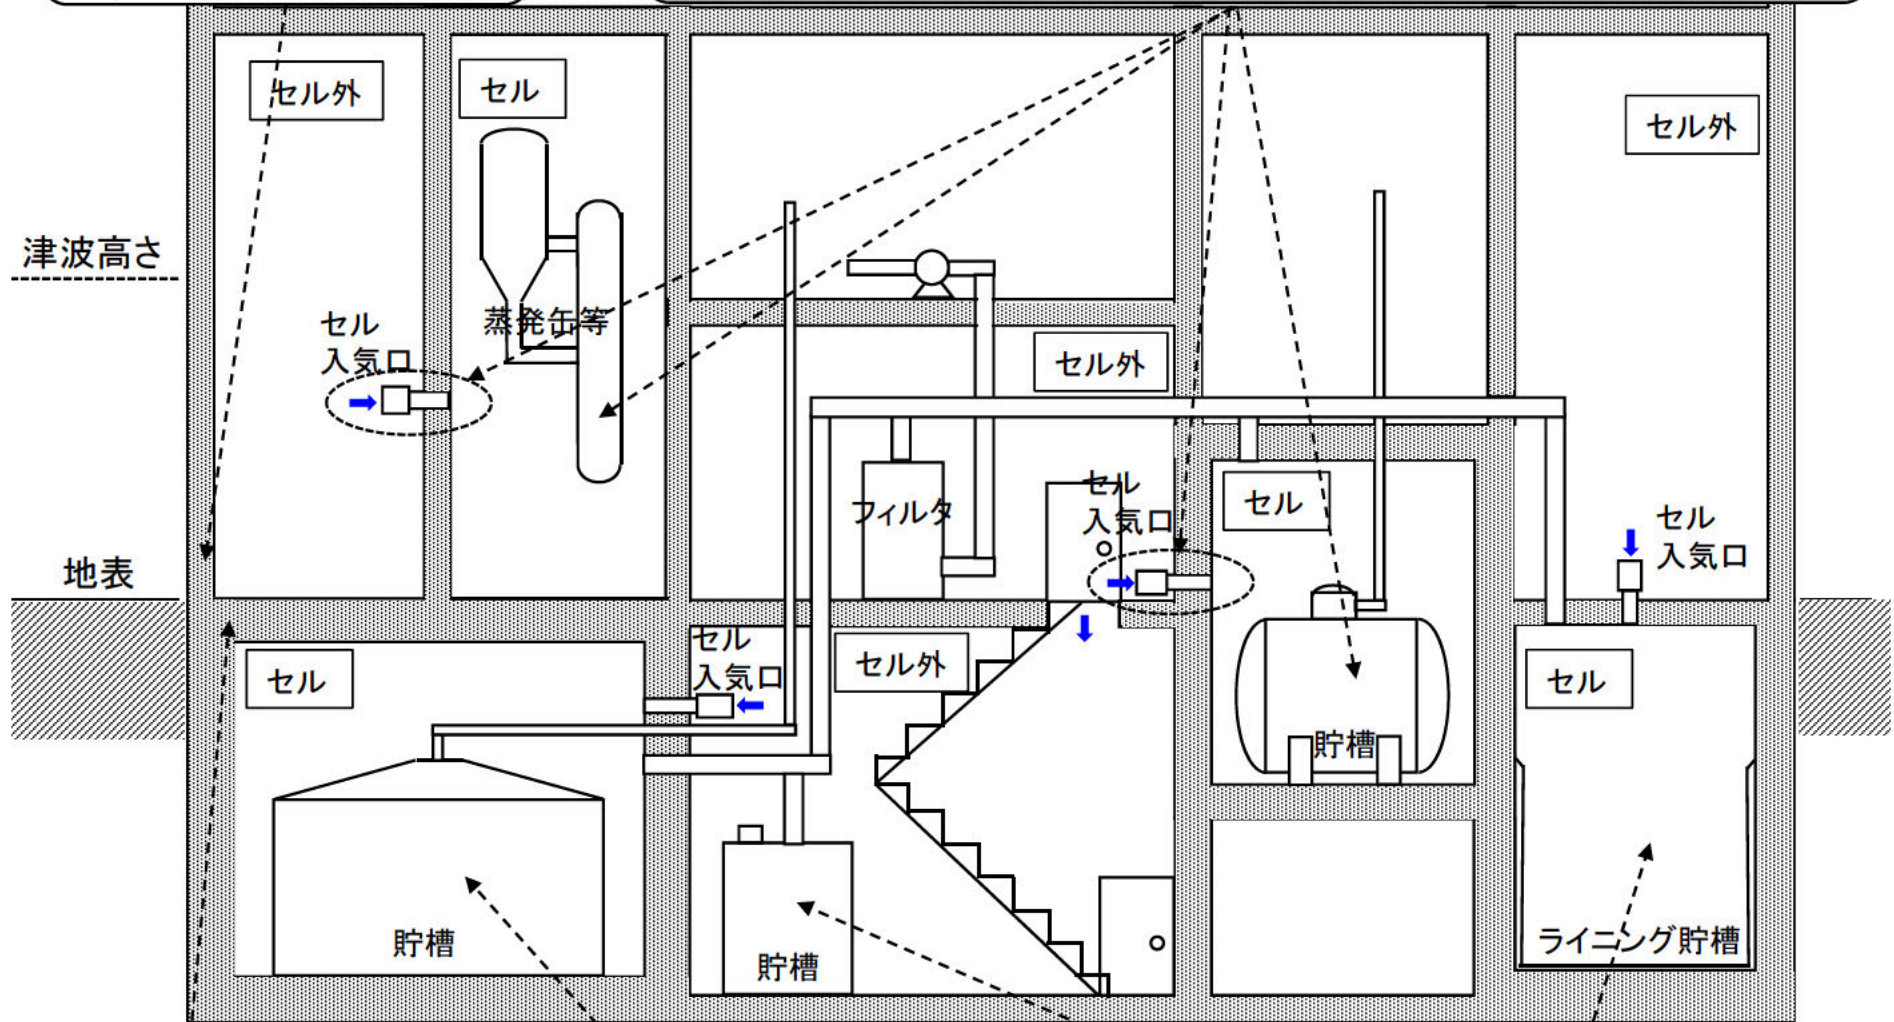 セル外
セル
セル外
津波高さ
セル
入気口
蒸発缶等
セル外
フィルタ
セル
入気口
セル
セル
入気口
地表
セル
入気口
セル外
セル
セル
貯槽
貯槽
貯槽
ライニング貯槽